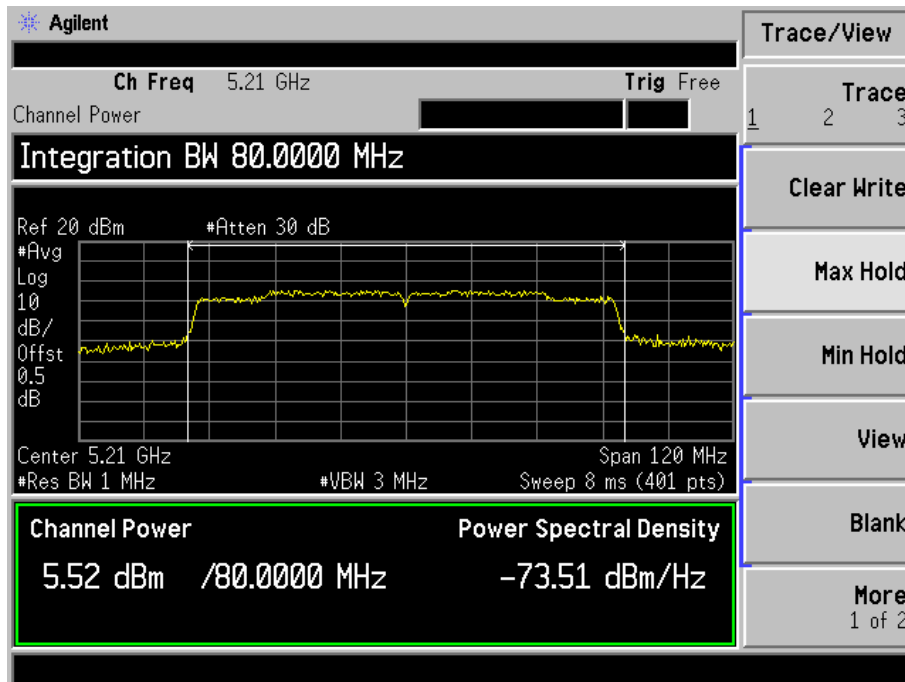 Agilent
Trace/View
Ch Freq 5.21 GHz Trig Free
Channel Power
Trace
1 2 3
Integration BW 80.0000 MHz
Clear Write
Ref 20 dBm #Atten 30 dB
#Avg
Log
10
dB/
Offst
0.5
dB
Max Hold
Min Hold
View
Center 5.21 GHz Span 120 MHz
#Res BW 1 MHz #VBW 3 MHz Sweep 8 ms (401 pts)
Blank
Channel Power Power Spectral Density
5.52 dBm /80.0000 MHz -73.51 dBm/Hz
More
1 of 2